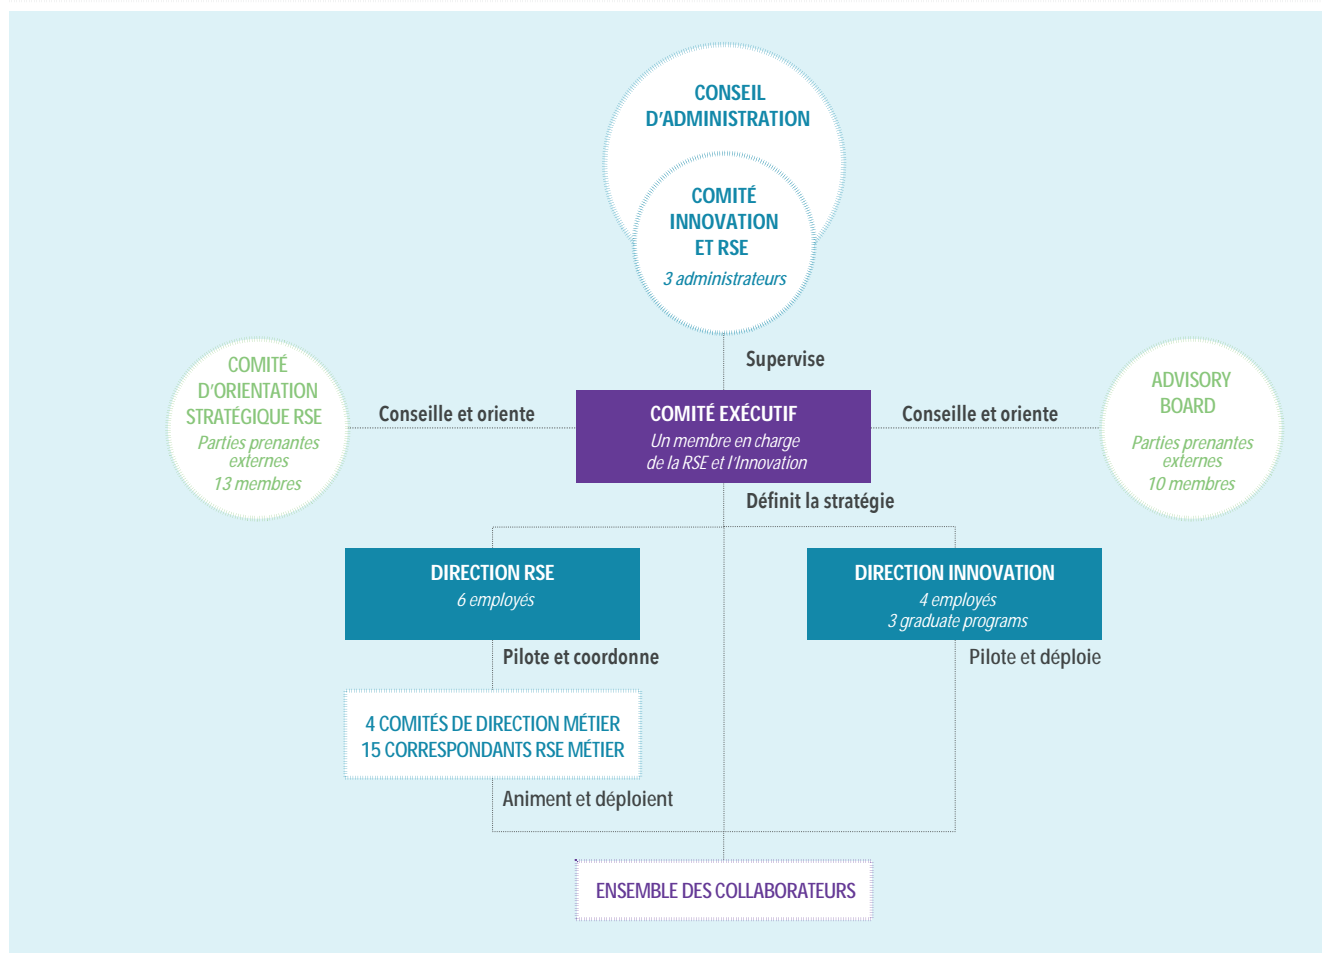 CONSEIL
D'ADMINISTRATION
COMITÉ
INNOVATION
ET RSE
3 administrateurs
Supervise
COMITÉ
D'ORIENTATION
STRATÉGIQUE RSE
Parties prenantes
externes
13 membres
Conseille et oriente
COMITÉ EXÉCUTIF
Un membre en charge
de la RSE et l'Innovation
Conseille et oriente
ADVISORY
BOARD
Parties prenantes
externes
10 membres
Définit la stratégie
DIRECTION RSE
6 employés
DIRECTION INNOVATION
4 employés
3 graduate programs
Pilote et coordonne
Pilote et déploie
4 COMITÉS DE DIRECTION MÉTIER
15 CORRESPONDANTS RSE MÉTIER
Animent et déploient
ENSEMBLE DES COLLABORATEURS